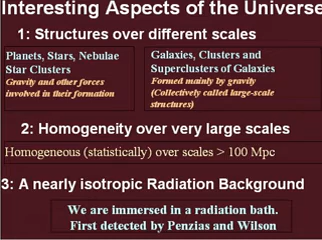 Interesting Aspects of the Universe
1: Structures over different scales
Planets, Stars, Nebulae
Star Clusters
Gravity and other forces
involved in their formation
Galaxies, Clusters and
Superclusters of Galaxies
Formed mainly by gravity
(Collectively called large-scale
structures)
2: Homogeneity over very large scales
Homogeneous (statistically) over scales > 100 Mpc
3: A nearly isotropic Radiation Background
We are immersed in a radiation bath.
First detected by Penzias and Wilson